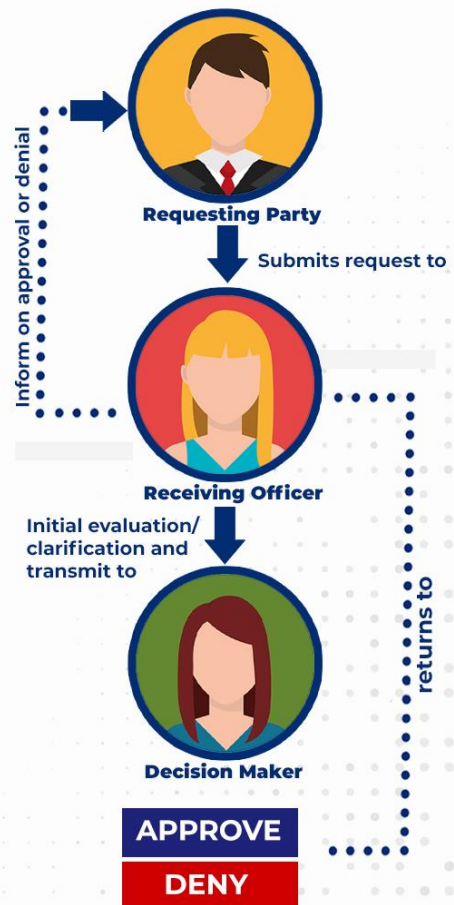 Requesting Party
Submits request to
Inform on approval or denial
Receiving Officer
Initial evaluation/
clarification and
transmit to
returns to
Decision Maker
APPROVE
DENY